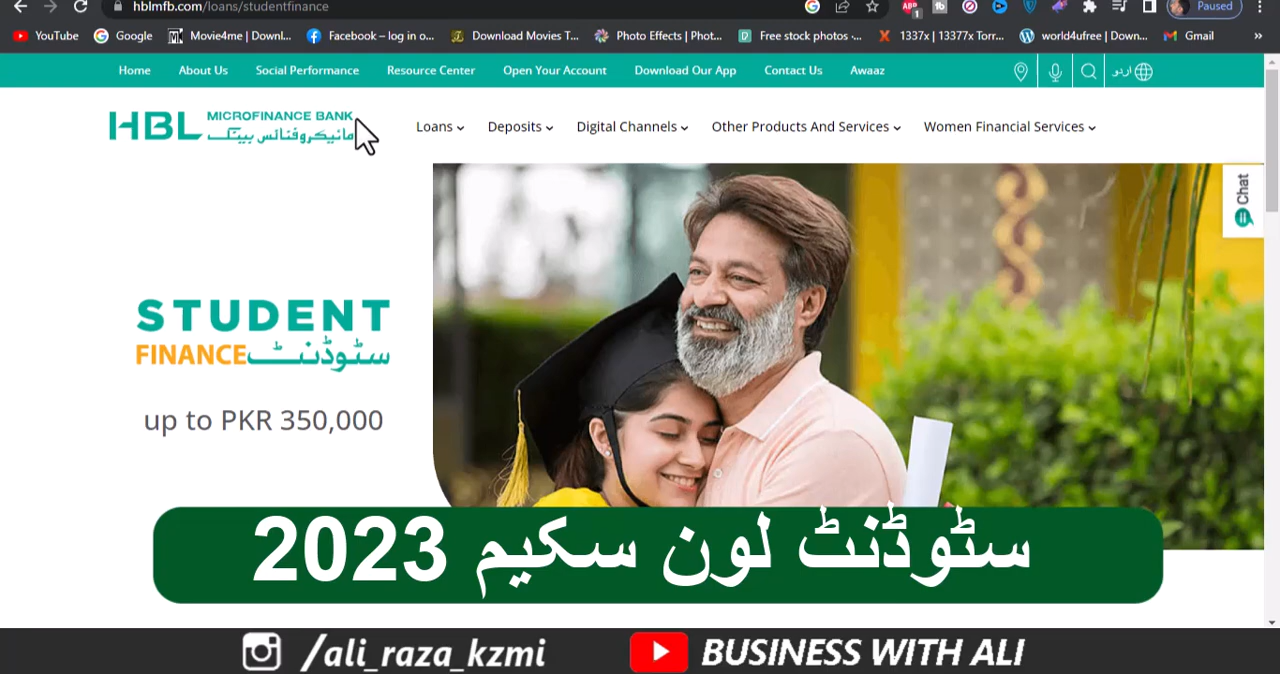 hblmfb.com/loans/studentfinance
Paused
YouTube
Google
Movie4me | Downl...
Facebook – log in o...
Download Movies T...
Photo Effects | Phot...
Free stock photos -...
1337x | 13377x Torr...
world4ufree | Down...
Gmail
»
Home
About Us
Social Performance
Resource Center
Open Your Account
Download Our App
Contact Us
Awaaz
اردو
HBL
MICROFINANCE BANK
مائیکروفنانس بینک
Loans
Deposits
Digital Channels
Other Products And Services
Women Financial Services
Chat
STUDENT
FINANCE سٹوڈنٹ
up to PKR 350,000
سٹوڈنٹ لون سکیم 2023
/ali_raza_kzmi
BUSINESS WITH ALI